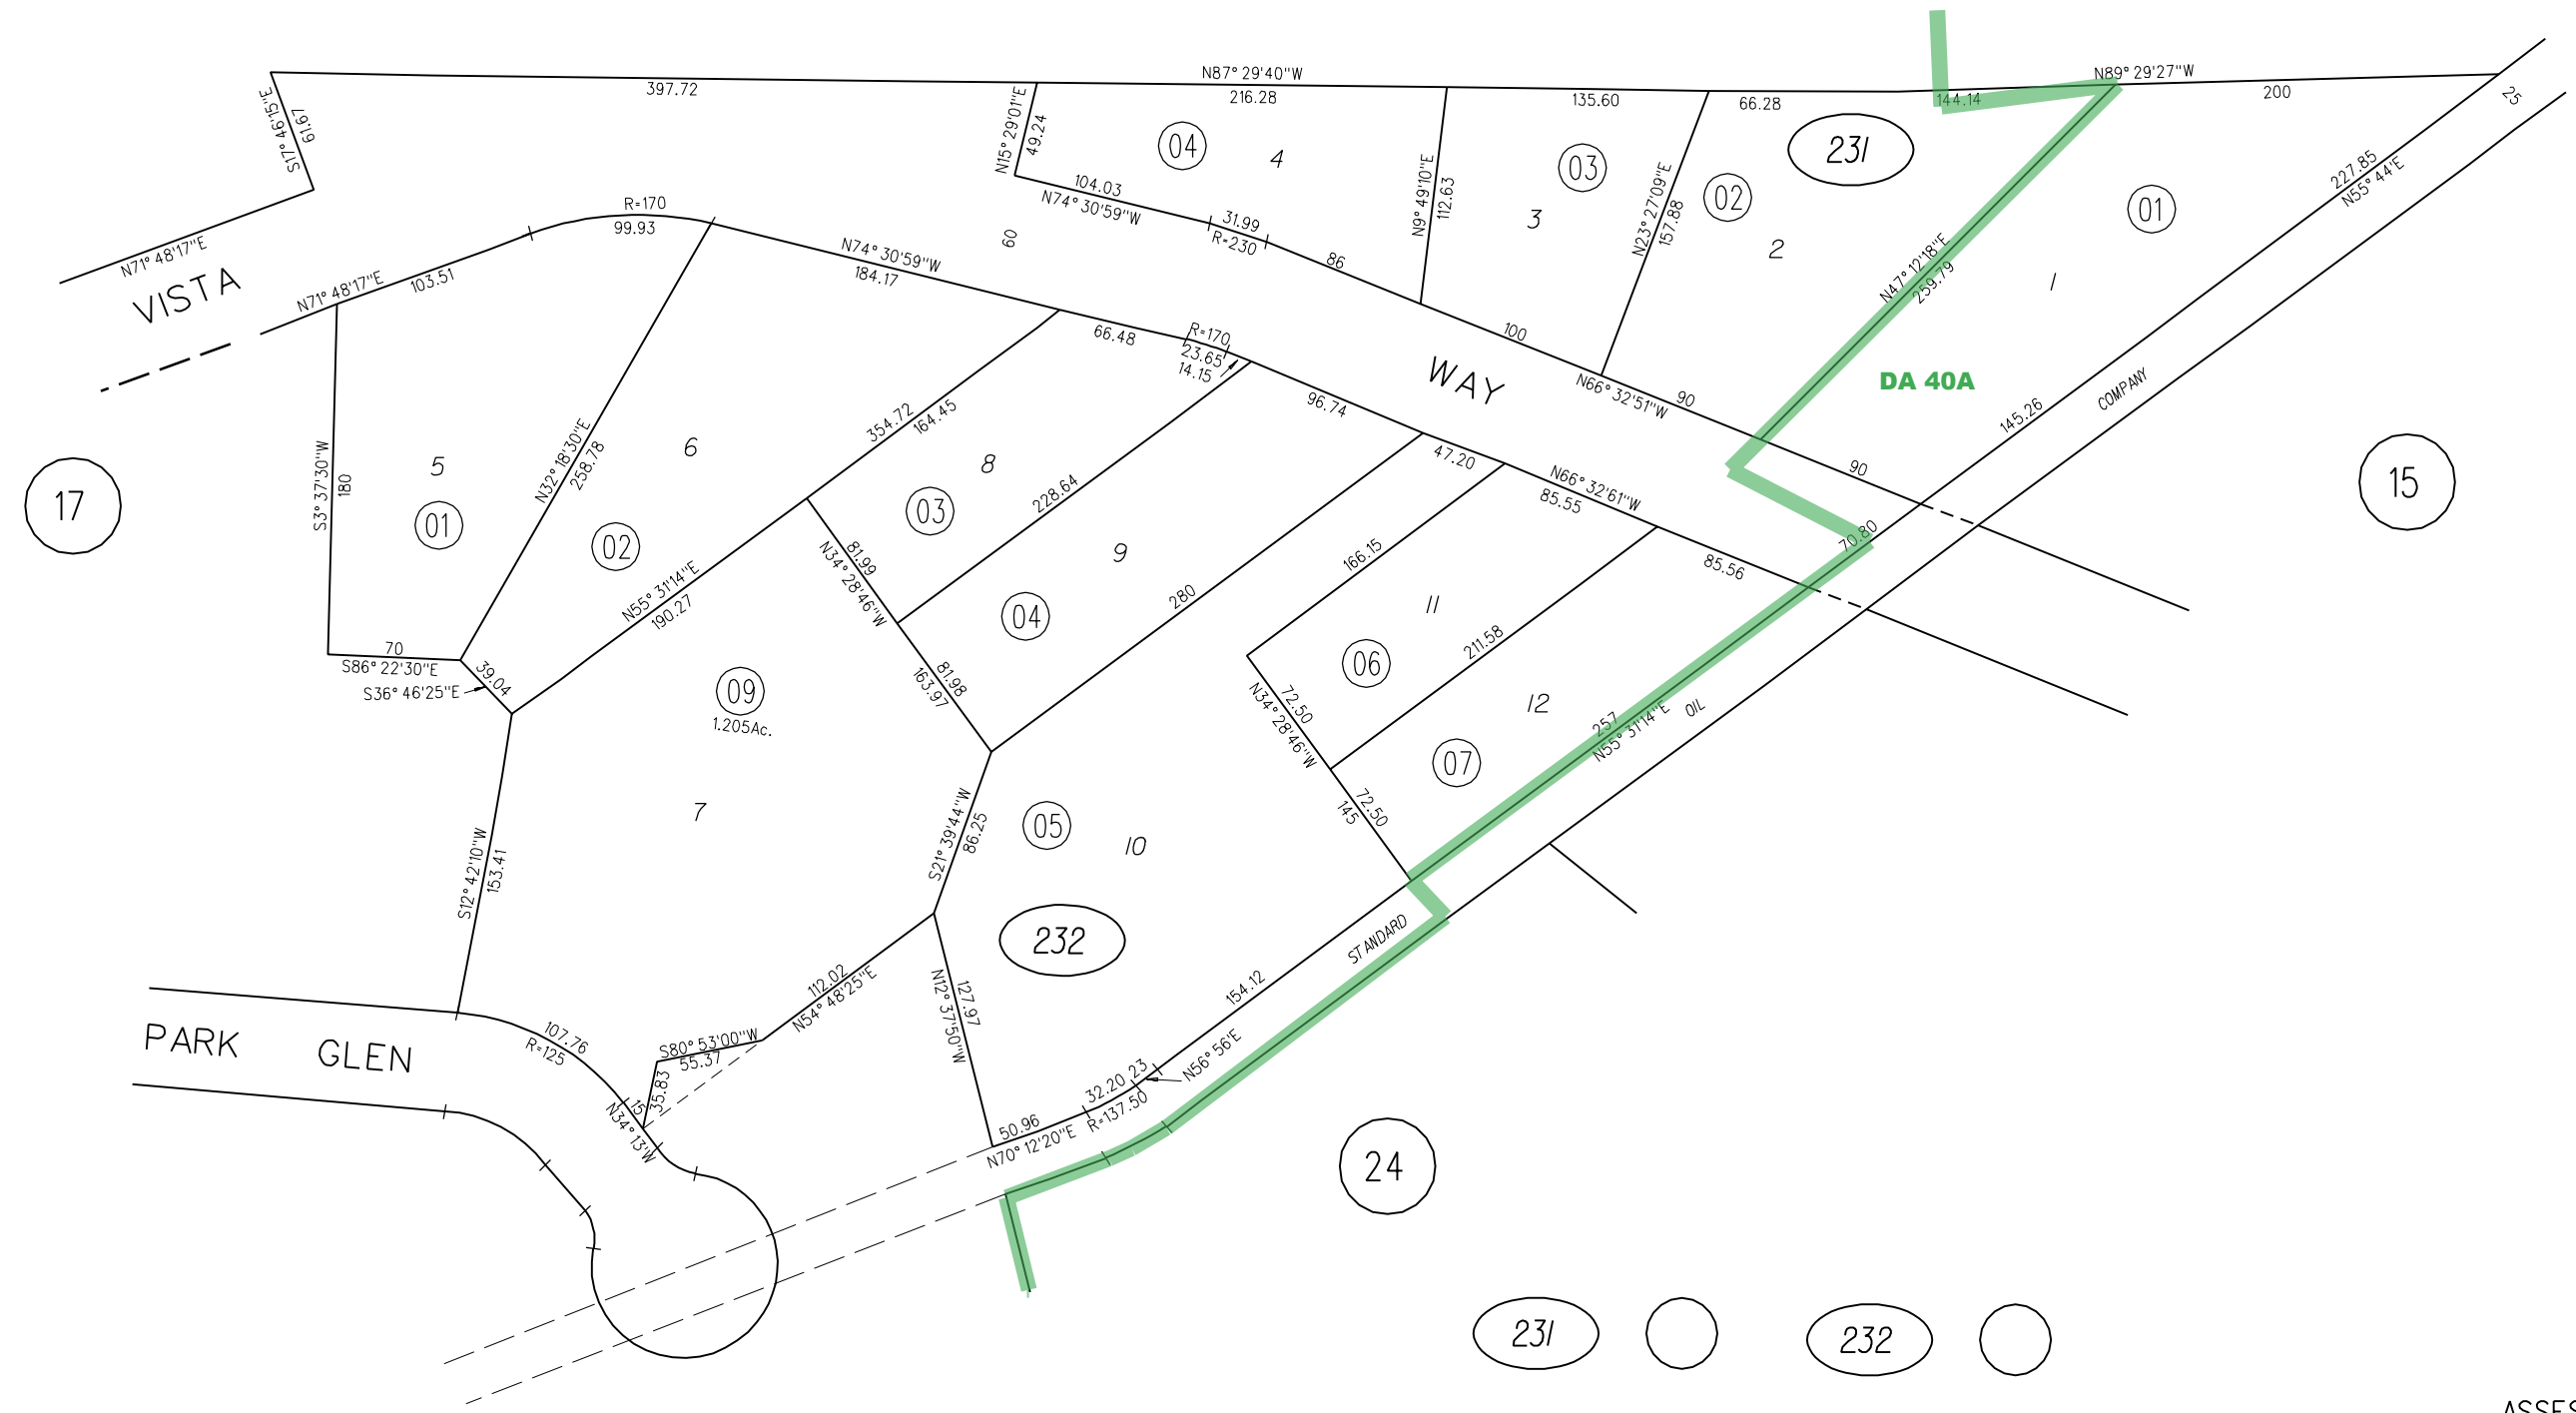 N87° 29'40"W
N89° 29'27"W
397.72
216.28
135.60
66.28
144.14
200
25
S17° 46'15"E
61.67
N15° 29'01"E
49.24
04
4
03
3
02
2
231
01
1
104.03
N74° 30'59"W
31.99
R=230
86
N9° 49'10"E
112.63
N23° 27'09"E
157.88
N47° 12'18"E
259.79
227.85
N55° 44'E
R=170
99.93
60
N71° 48'17"E
VISTA
N71° 48'17"E
103.51
N74° 30'59"W
184.17
66.48
R=170
23.65
14.15
100
WAY
N66° 32'51"W
90
90
DA 40A
145.26
COMPANY
96.74
47.20
N66° 32'61"W
85.55
85.56
70.80
17
15
S3° 37'30"W
180
5
01
N32° 18'30"E
258.78
6
02
354.72
164.45
8
03
228.64
9
04
280
166.15
11
06
211.58
12
07
N55° 31'14"E
190.27
81.99
N34° 28'46"W
81.98
163.97
70
S86° 22'30"E
39.04
S36° 46'25"E
09
1.205Ac.
7
72.50
N34° 28'46"W
72.50
145
257
N55° 31'14"E
OIL
S12° 42'10"W
153.41
S21° 39'44"W
86.25
05
10
232
STANDARD
154.12
112.02
N54° 48'25"E
N12° 37'50"W
127.97
PARK GLEN
107.76
R=125
S80° 53'00"W
55.37
35.83
15
N34° 13'W
50.96
N70° 12'20"E
32.20
R=137.50
23
N56° 56'E
24
231
232
ASSES